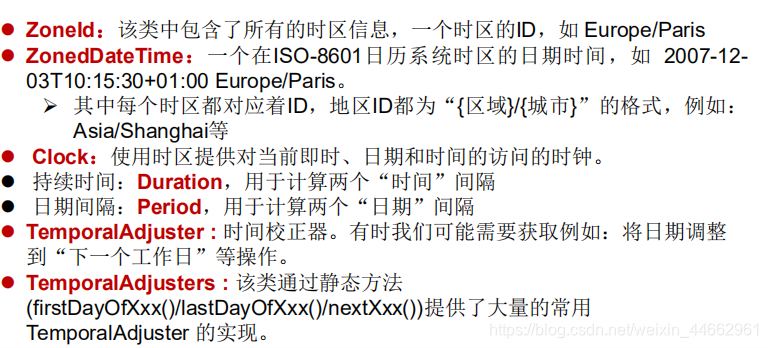 ZoneId：该类中包含了所有的时区信息，一个时区的ID，如 Europe/Paris
ZonedDateTime：一个在ISO-8601日历系统时区的日期时间，如 2007-12-
03T10:15:30+01:00 Europe/Paris。
其中每个时区都对应着ID，地区ID都为“{区域}/{城市}”的格式，例如：
Asia/Shanghai等
Clock：使用时区提供对当前即时、日期和时间的访问的时钟。
持续时间：Duration，用于计算两个“时间”间隔
日期间隔：Period，用于计算两个“日期”间隔
TemporalAdjuster : 时间校正器。有时我们可能需要获取例如：将日期调整
到“下一个工作日”等操作。
TemporalAdjusters : 该类通过静态方法
(firstDayOfXxx()/lastDayOfXxx()/nextXxx())提供了大量的常用
TemporalAdjuster 的实现。
https://blog.csdn.net/weixin_44662961